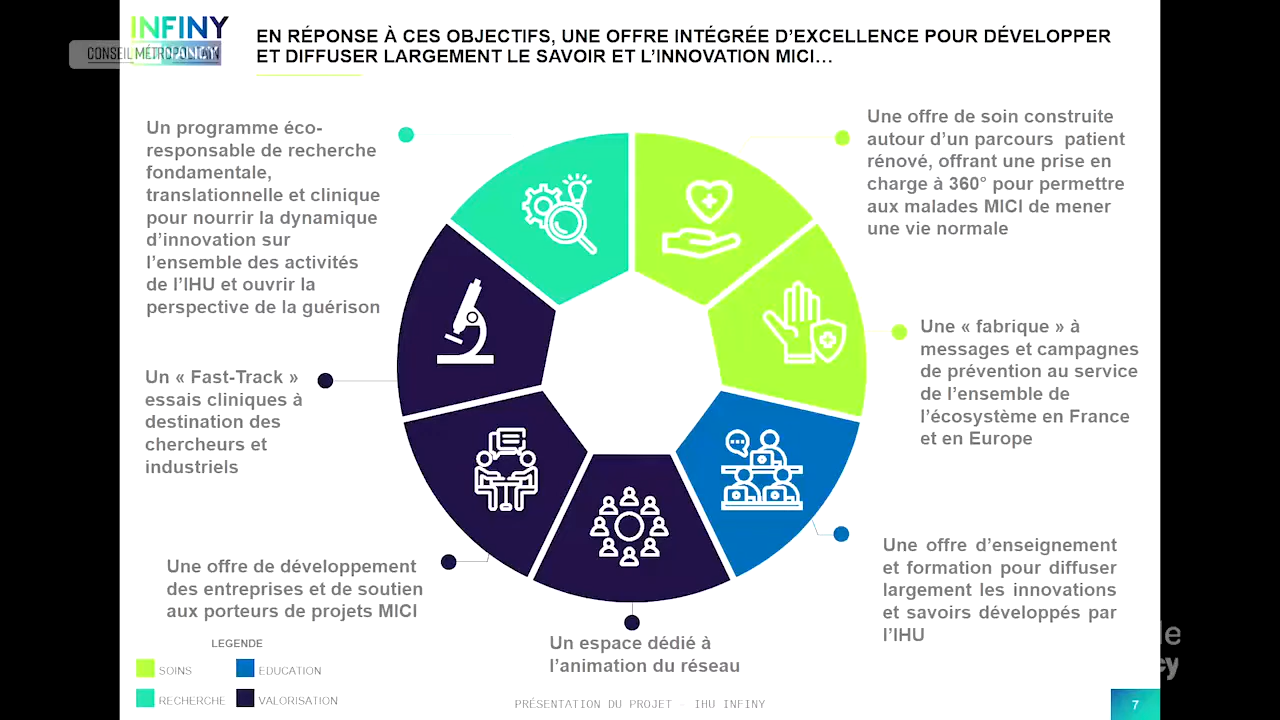 INFINY
CONSEIL MÉTROPOLITAIN
EN RÉPONSE À CES OBJECTIFS, UNE OFFRE INTÉGRÉE D’EXCELLENCE POUR DÉVELOPPER
ET DIFFUSER LARGEMENT LE SAVOIR ET L’INNOVATION MICI…
Un programme éco-
responsable de recherche
fondamentale,
translationnelle et clinique
pour nourrir la dynamique
d’innovation sur
l’ensemble des activités
de l’IHU et ouvrir la
perspective de la guérison
Une offre de soin construite
autour d’un parcours  patient
rénové, offrant une prise en
charge à 360° pour permettre
aux malades MICI de mener
une vie normale
Une « fabrique » à
messages et campagnes
de prévention au service
de l’ensemble de
l’écosystème en France
et en Europe
Un « Fast-Track »
essais cliniques à
destination des
chercheurs et
industriels
Une offre d’enseignement
et formation pour diffuser
largement les innovations
et savoirs développés par
l’IHU
Une offre de développement
des entreprises et de soutien
aux porteurs de projets MICI
Un espace dédié à
l’animation du réseau
LEGENDE
SOINS
EDUCATION
RECHERCHE
VALORISATION
PRÉSENTATION DU PROJET - IHU INFINY
7